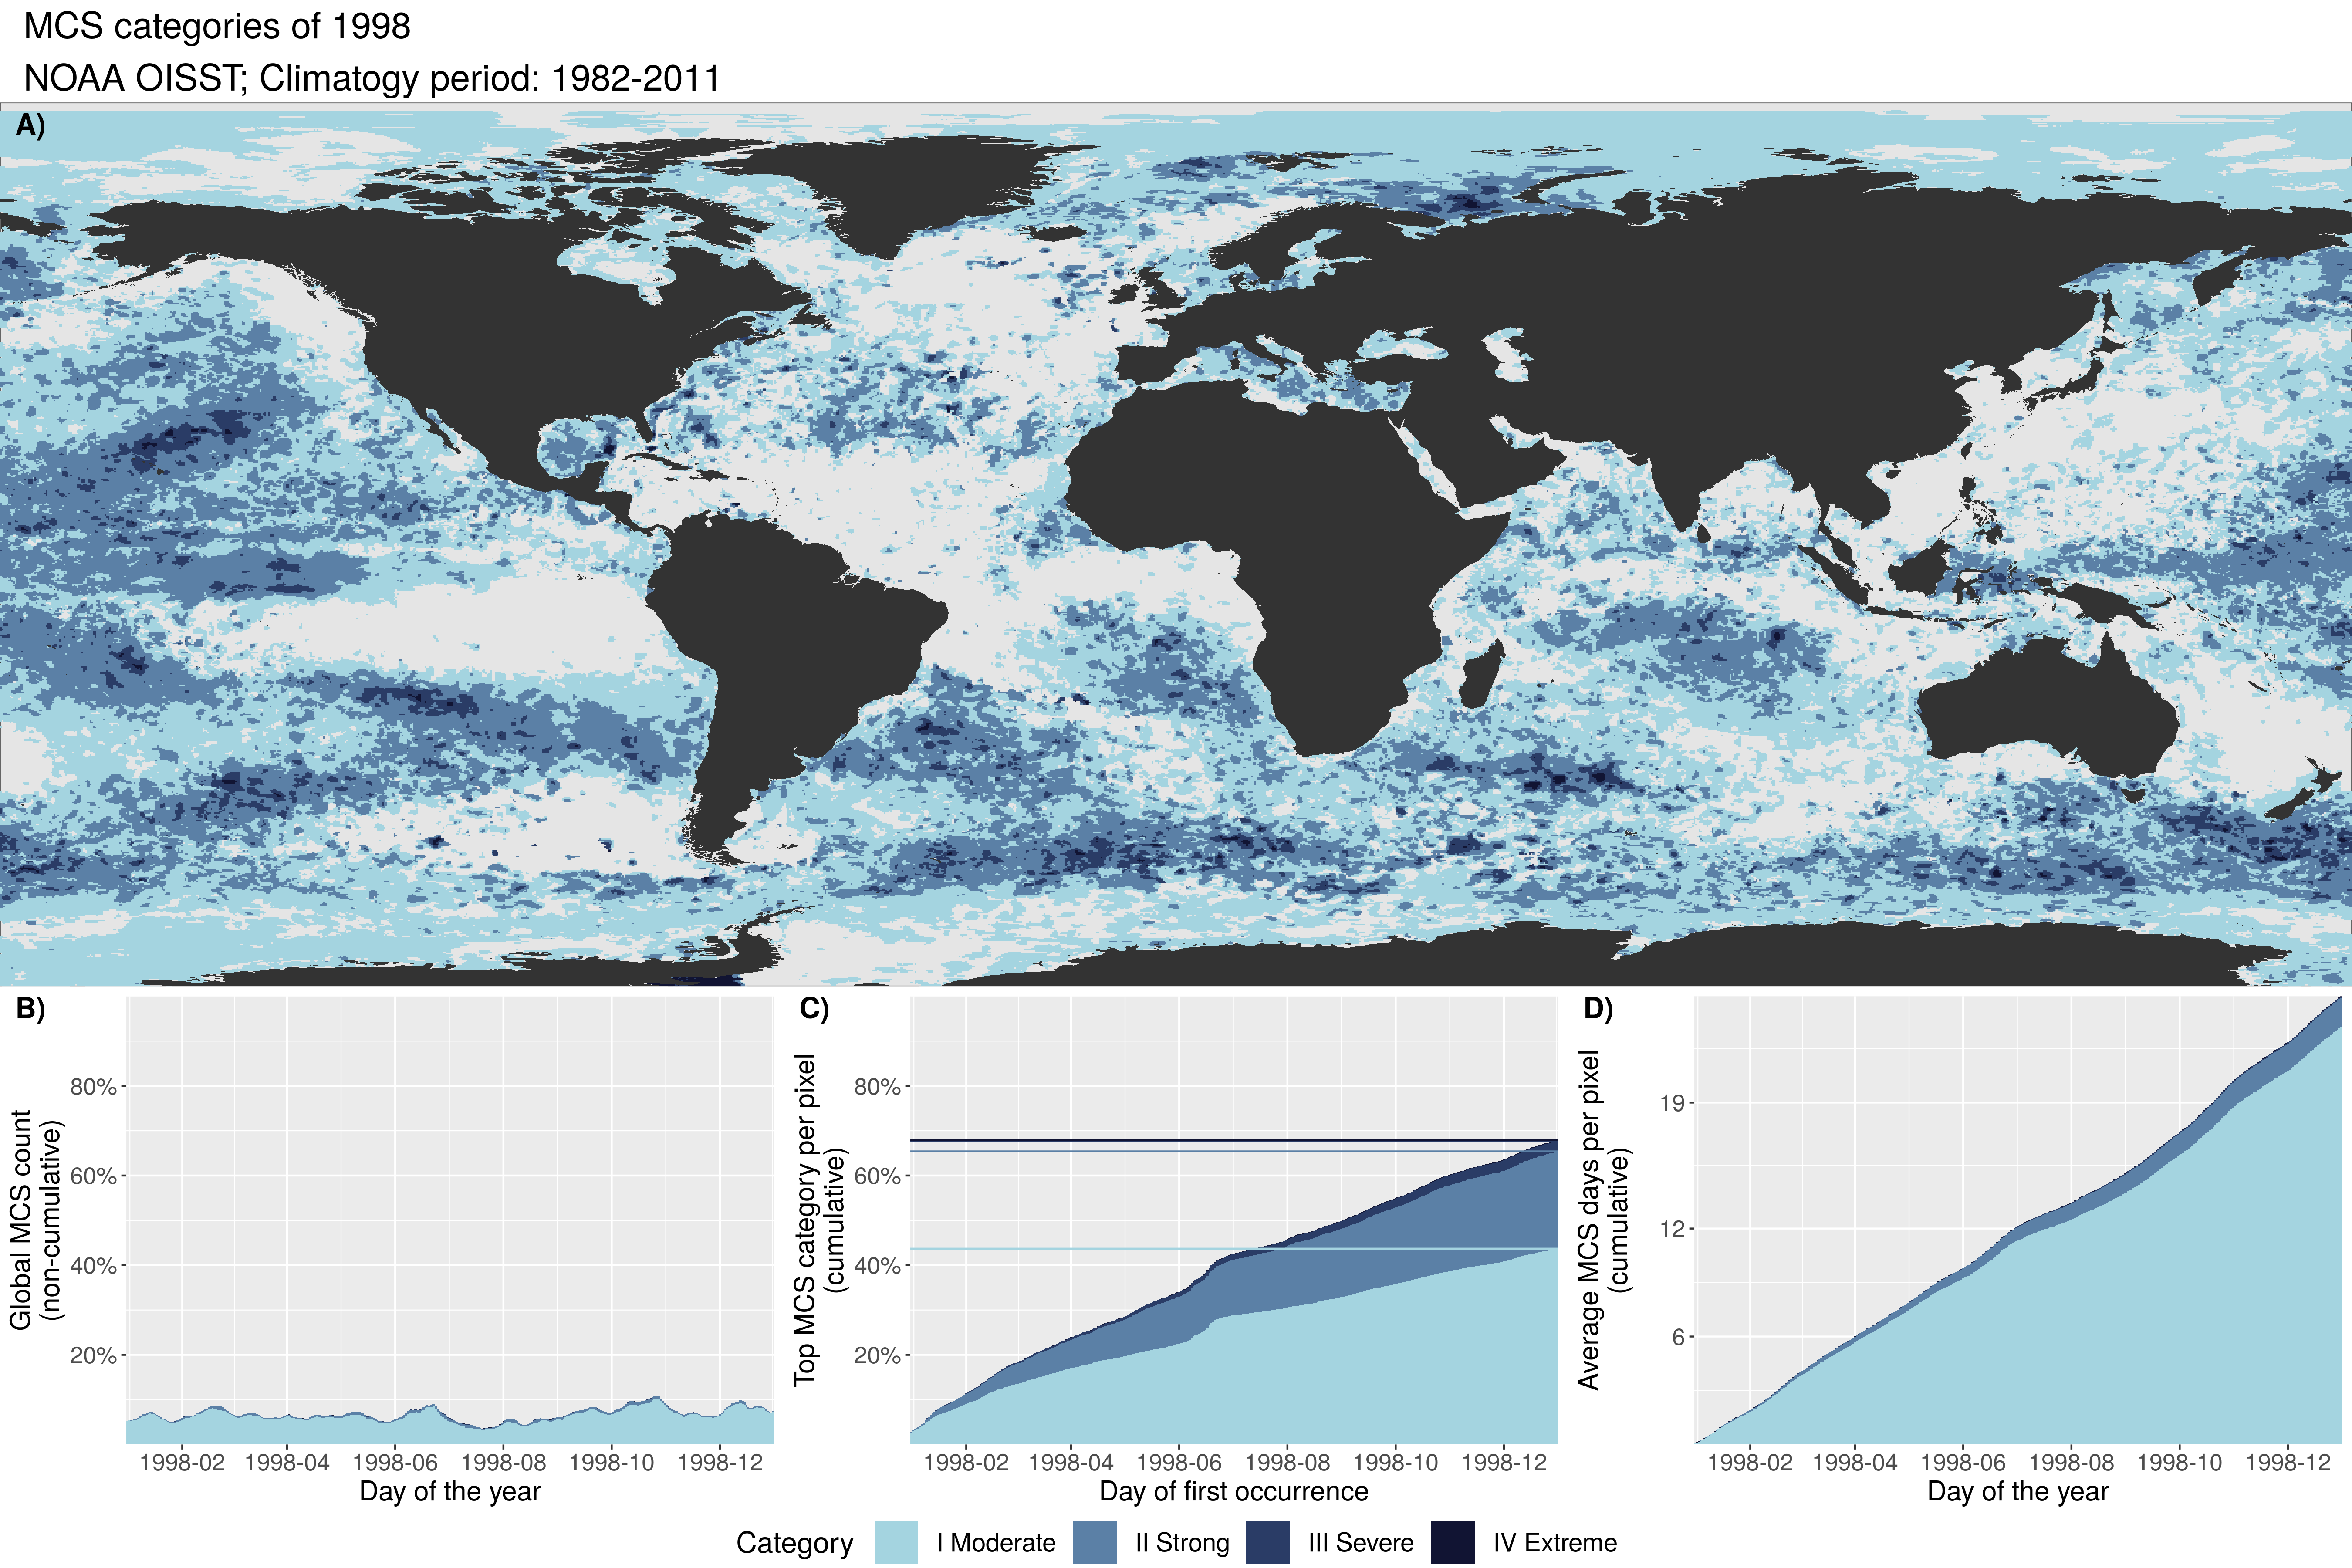 MCS categories of 1998
NOAA OISST; Climatogy period: 1982-2011
A)
B)
Global MCS count
(non-cumulative)
80%
60%
40%
20%
1998-02 1998-04 1998-06 1998-08 1998-10 1998-12
Day of the year
C)
Top MCS category per pixel
(cumulative)
80%
60%
40%
20%
1998-02 1998-04 1998-06 1998-08 1998-10 1998-12
Day of first occurrence
D)
Average MCS days per pixel
(cumulative)
19
12
6
1998-02 1998-04 1998-06 1998-08 1998-10 1998-12
Day of the year
Category I Moderate II Strong III Severe IV Extreme